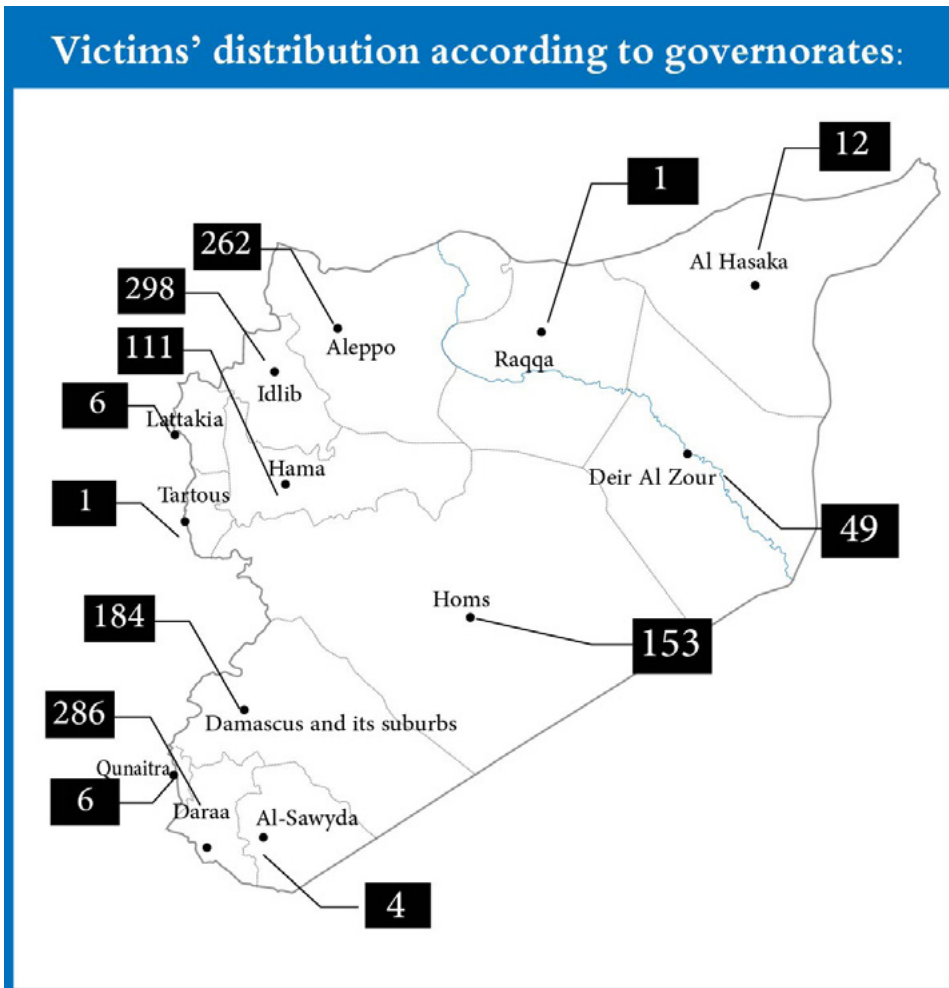 Victims’ distribution according to governorates:
12
1
262
Al Hasaka
298
111
Aleppo
Raqqa
Idlib
6
Lattakia
Hama
Deir Al Zour
Tartous
1
49
Homs
184
153
286
Damascus and its suburbs
Qunaitra
6
Daraa
Al-Sawyda
4